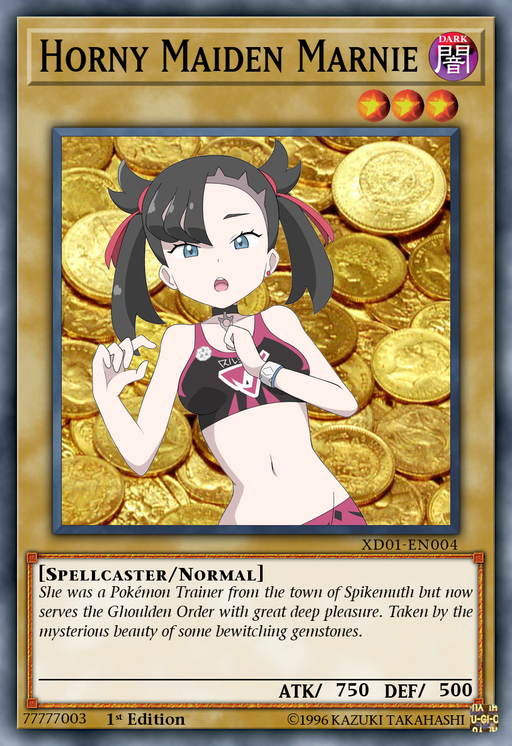 HORNY MAIDEN MARNIE
DARK
闇
XD01-EN004
[SPELLCASTER/NORMAL]
She was a Pokémon Trainer from the town of Spikemuth but now
serves the Ghoulden Order with great deep pleasure. Taken by the
mysterious beauty of some bewitching gemstones.
ATK/ 750 DEF/ 500
77777003 1st Edition ©1996 KAZUKI TAKAHASHI